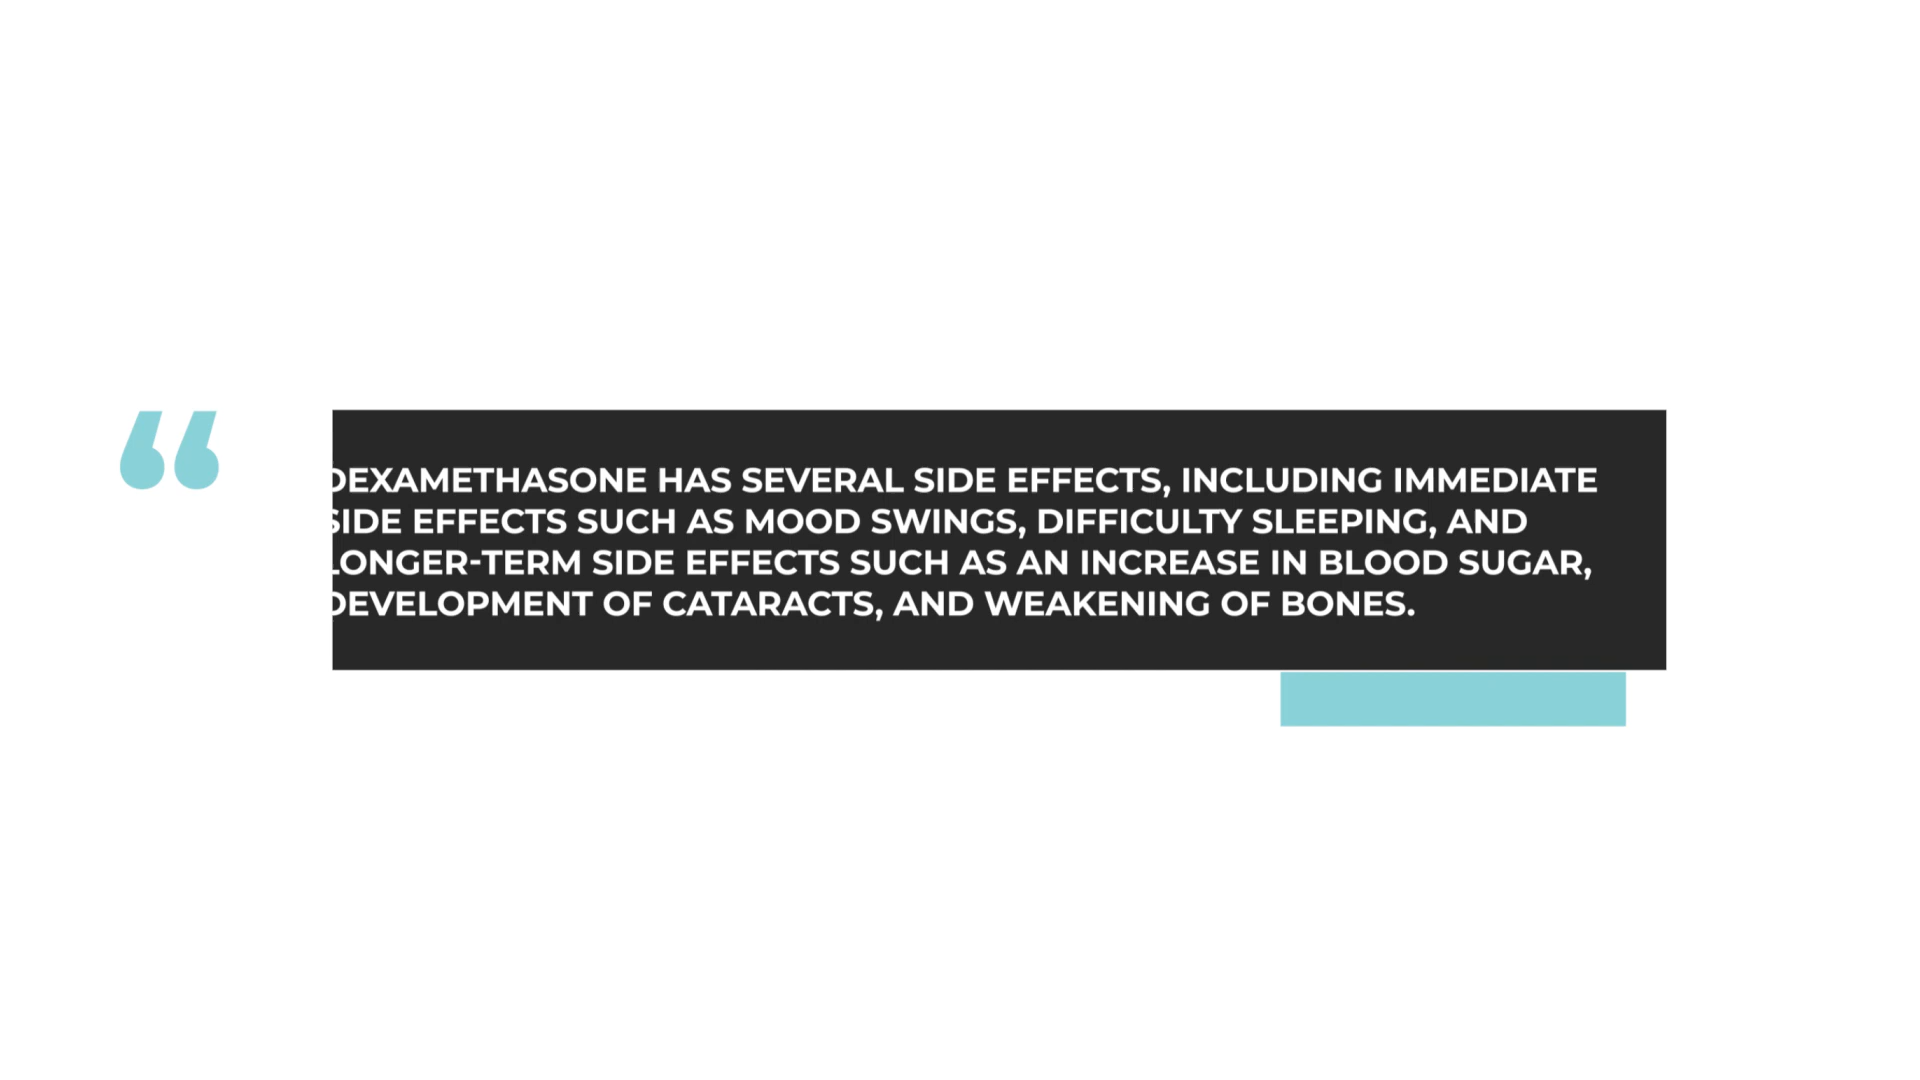 “
DEXAMETHASONE HAS SEVERAL SIDE EFFECTS, INCLUDING IMMEDIATE
SIDE EFFECTS SUCH AS MOOD SWINGS, DIFFICULTY SLEEPING, AND
LONGER-TERM SIDE EFFECTS SUCH AS AN INCREASE IN BLOOD SUGAR,
DEVELOPMENT OF CATARACTS, AND WEAKENING OF BONES.